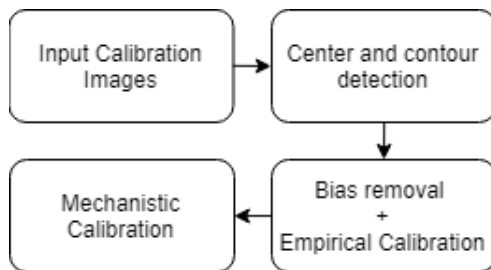 Input Calibration
Images
Center and contour
detection
Bias removal
+
Empirical Calibration
Mechanistic
Calibration